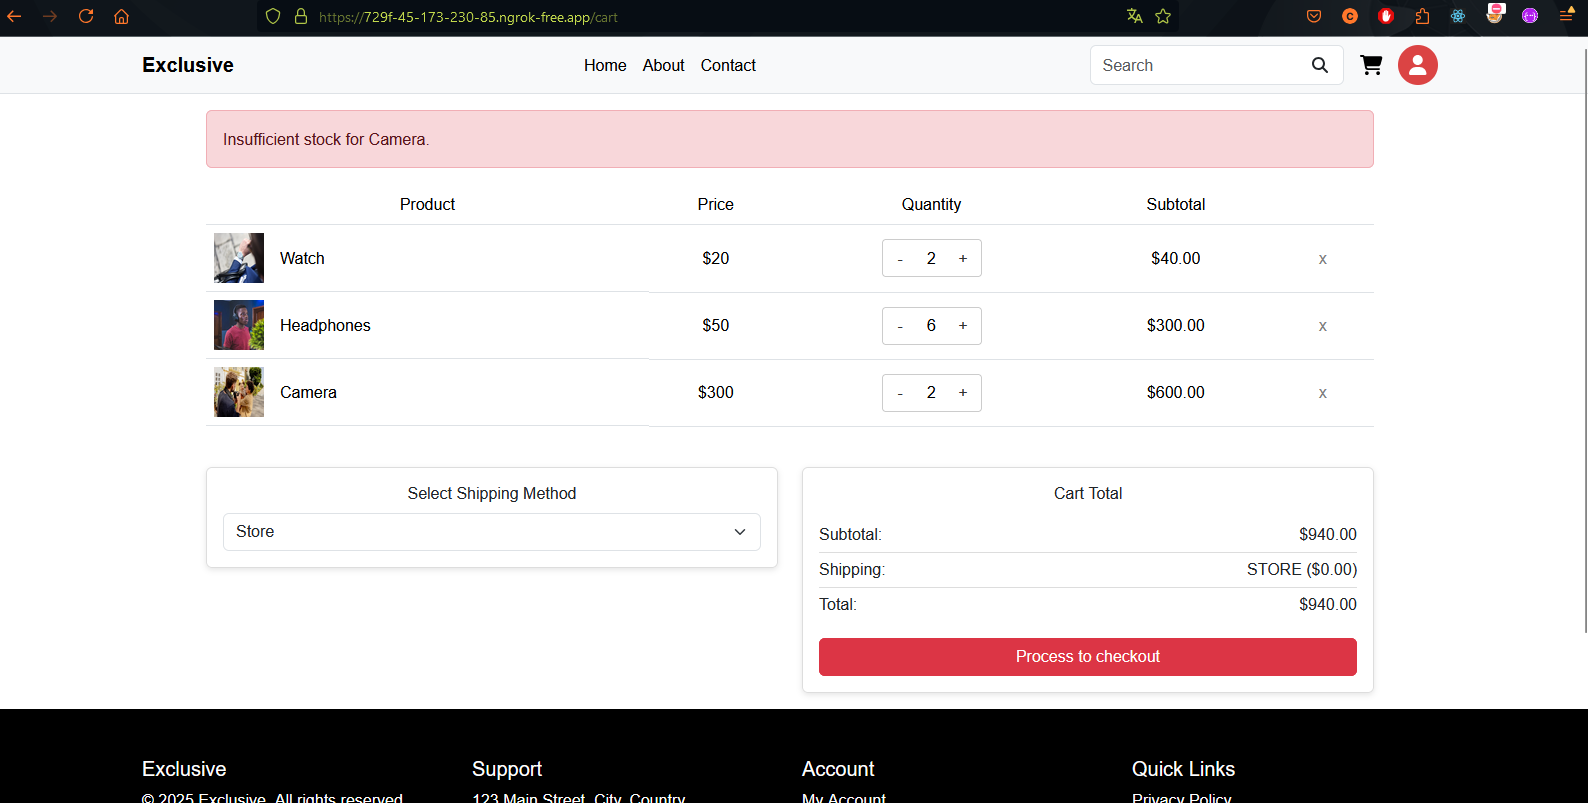 https://729f-45-173-230-85.ngrok-free.app/cart
Exclusive
Home About Contact
Search
Insufficient stock for Camera.
Product Price Quantity Subtotal
Watch $20 - 2 + $40.00 x
Headphones $50 - 6 + $300.00 x
Camera $300 - 2 + $600.00 x
Select Shipping Method
Store
Cart Total
Subtotal: $940.00
Shipping: STORE ($0.00)
Total: $940.00
Process to checkout
Exclusive Support Account Quick Links
© 2025 Exclusive. All rights reserved 123 Main Street, City, Country My Account Privacy Policy